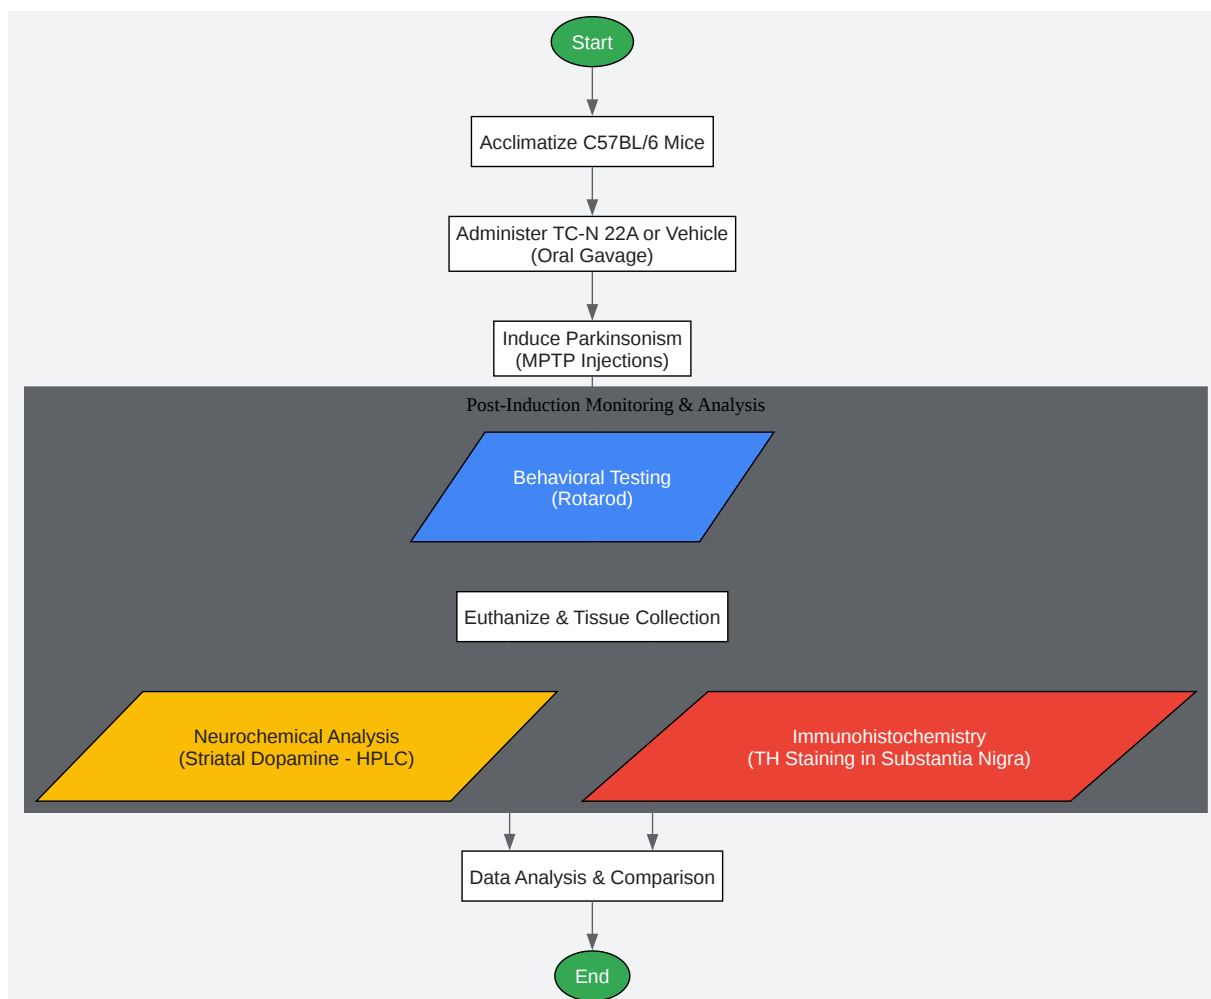 Start
Acclimatize C57BL/6 Mice
Administer TC-N 22A or Vehicle
(Oral Gavage)
Induce Parkinsonism
(MPTP Injections)
Post-Induction Monitoring & Analysis
Behavioral Testing
(Rotarod)
Euthanize & Tissue Collection
Neurochemical Analysis
(Striatal Dopamine - HPLC)
Immunohistochemistry
(TH Staining in Substantia Nigra)
Data Analysis & Comparison
End